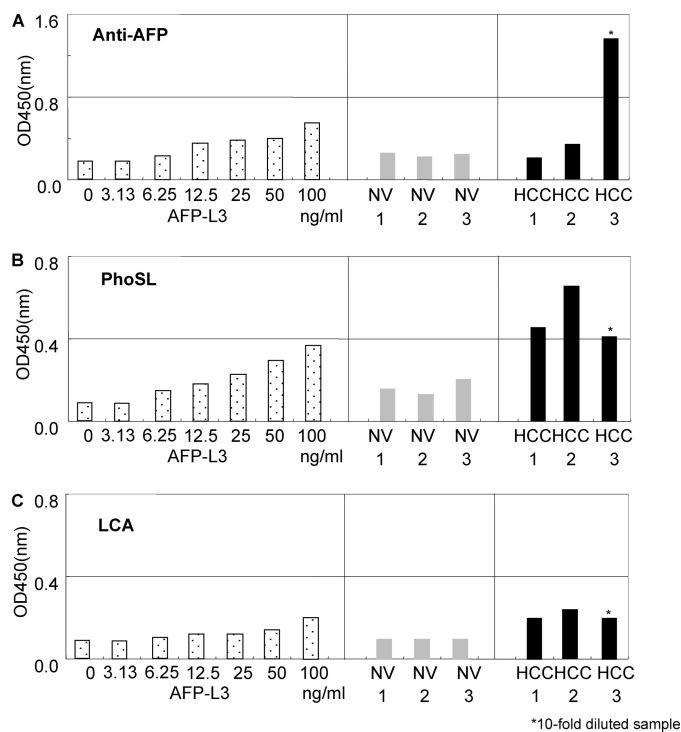 A
1.6
Anti-AFP
*
0.8
OD450(nm)
0.0
0 3.13 6.25 12.5 25 50 100 NV NV NV HCC HCC HCC
AFP-L3 ng/ml 1 2 3 1 2 3
B
0.8
PhoSL
*
0.4
OD450(nm)
0.0
0 3.13 6.25 12.5 25 50 100 NV NV NV HCC HCC HCC
AFP-L3 ng/ml 1 2 3 1 2 3
C
0.8
LCA
*
0.4
OD450(nm)
0.0
0 3.13 6.25 12.5 25 50 100 NV NV NV HCC HCC HCC
AFP-L3 ng/ml 1 2 3 1 2 3
*10-fold diluted sample